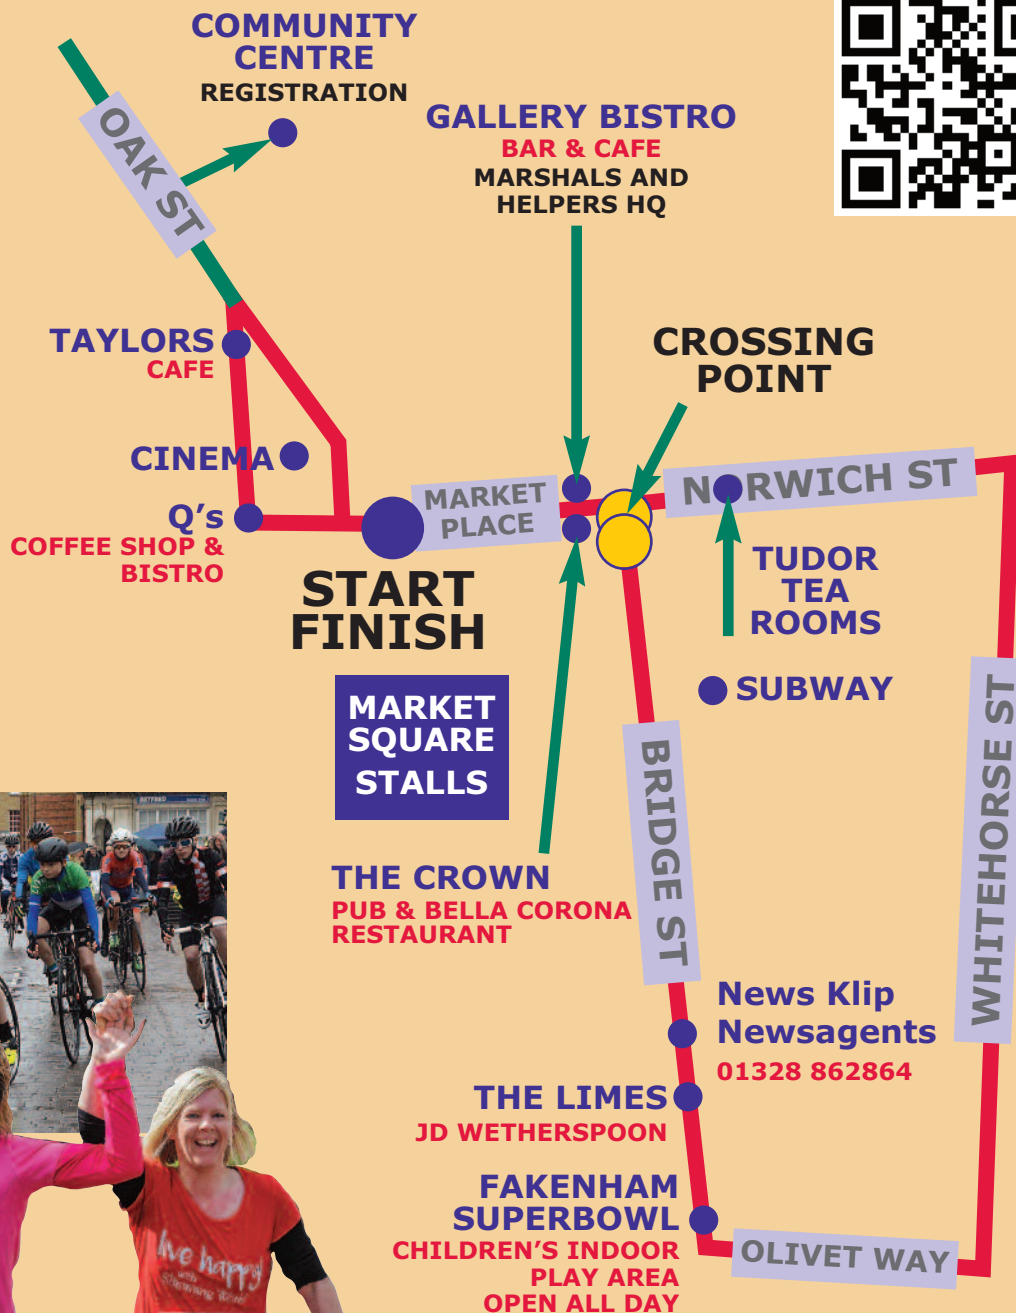 COMMUNITY
CENTRE
REGISTRATION
OAK ST
GALLERY BISTRO
BAR & CAFE
MARSHALS AND
HELPERS HQ
TAYLORS
CAFE
CROSSING
POINT
CINEMA
Q's
COFFEE SHOP &
BISTRO
MARKET
PLACE
NORWICH ST
START
FINISH
TUDOR
TEA
ROOMS
SUBWAY
MARKET
SQUARE
STALLS
BRIDGE ST
WHITEHORSE ST
THE CROWN
PUB & BELLA CORONA
RESTAURANT
News Klip
Newsagents
01328 862864
THE LIMES
JD WETHERSPOON
FAKENHAM
SUPERBOWL
CHILDREN'S INDOOR
PLAY AREA
OPEN ALL DAY
OLIVET WAY
live happy!
with